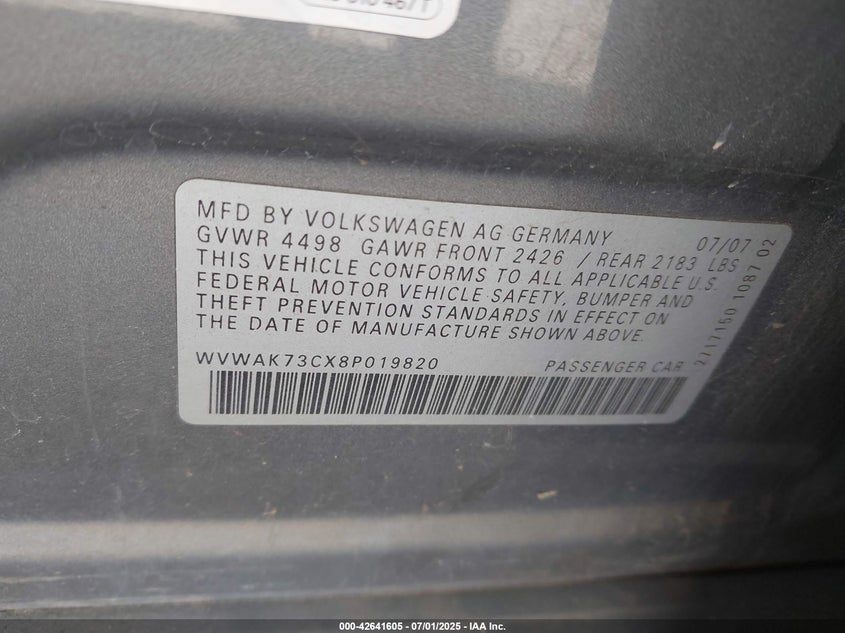 MFD BY VOLKSWAGEN AG GERMANY 07/07
GVWR 4498 GAWR FRONT 2426 / REAR 2183 LBS
THIS VEHICLE CONFORMS TO ALL APPLICABLE U.S.
FEDERAL MOTOR VEHICLE SAFETY, BUMPER AND
THEFT PREVENTION STANDARDS IN EFFECT ON
THE DATE OF MANUFACTURE SHOWN ABOVE.
WVWAK73CX8P019820 PASSENGER CAR
2717150 1087 02
000-42641605 / 07/01/2025 - IAA Inc.